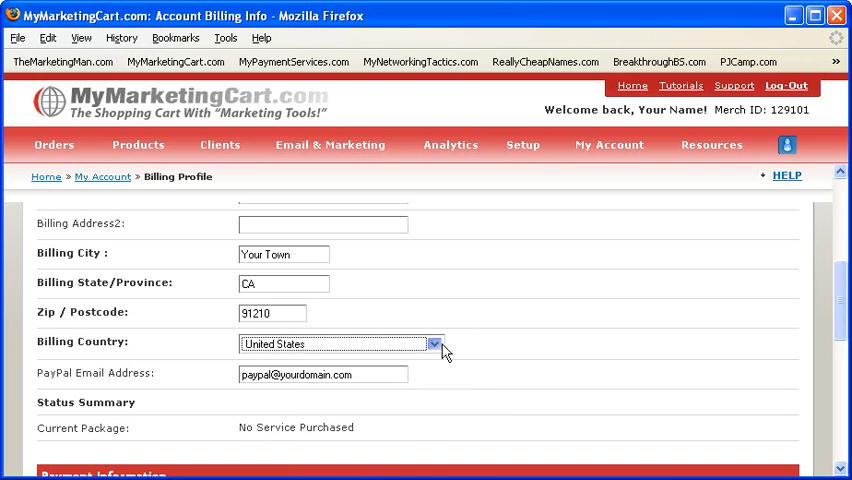 MyMarketingCart.com: Account Billing Info - Mozilla Firefox
File Edit View History Bookmarks Tools Help
TheMarketingMan.com MyMarketingCart.com MyPaymentServices.com MyNetworkingTactics.com ReallyCheapNames.com BreakthroughBS.com PJCamp.com »
Home Tutorials Support Log-Out
MyMarketingCart.com
The Shopping Cart With "Marketing Tools!"
Welcome back, Your Name! Merch ID: 129101
Orders Products Clients Email & Marketing Analytics Setup My Account Resources
Home » My Account » Billing Profile
HELP
Billing Address2:
Billing City : Your Town
Billing State/Province: CA
Zip / Postcode: 91210
Billing Country: United States
PayPal Email Address: paypal@yourdomain.com
Status Summary
Current Package: No Service Purchased
Payment Information